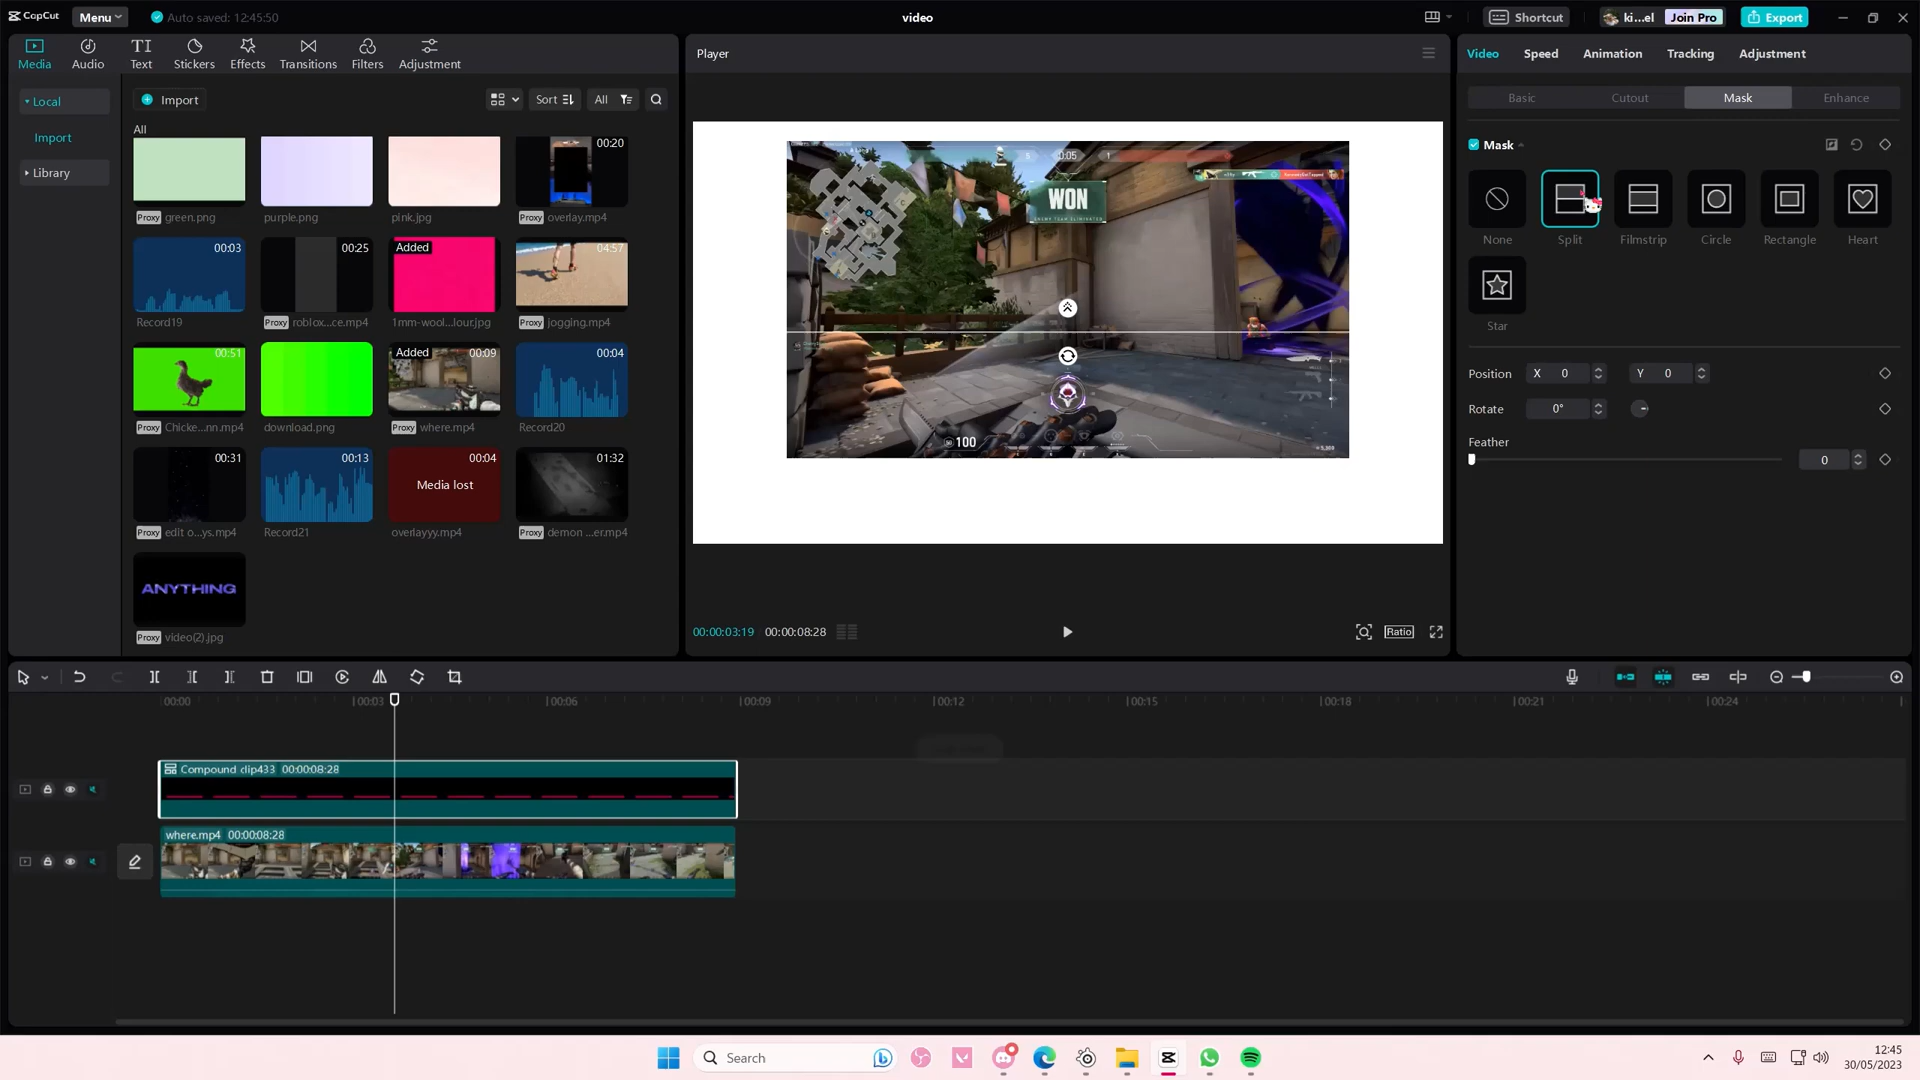 CapCut
Menu
Auto saved: 12:45:50
video
Shortcut
ki...el
Join Pro
Export
Media
Audio
Text
Stickers
Effects
Transitions
Filters
Adjustment
Player
Video
Speed
Animation
Tracking
Adjustment
Local
Import
Library
Import
Sort
All
All
Basic
Cutout
Mask
Enhance
Proxy green.png
purple.png
pink.jpg
00:20
Proxy overlay.mp4
00:03
Record19
00:25
Proxy roblox...ce.mp4
Added
1mm-wool...lour.jpg
04:57
Proxy jogging.mp4
00:51
Proxy Chicke...nn.mp4
download.png
Added
00:09
Proxy where.mp4
00:04
Record20
00:31
Proxy edit o...ys.mp4
00:13
Record21
00:04
Media lost
overlayyy.mp4
01:32
Proxy demon ...er.mp4
ANYTHING
Proxy video(2).jpg
5
0:05
1
WON
ENEMY TEAM ELIMINATED
C
100
00:00:03:19
00:00:08:28
Ratio
Mask
None
Split
Filmstrip
Circle
Rectangle
Heart
Star
Position
X 0
Y 0
Rotate
0°
Feather
0
00:00
00:03
00:06
00:09
00:12
00:15
00:18
00:21
00:24
Compound clip433 00:00:08:28
where.mp4 00:00:08:28
Search
12:45
30/05/2023